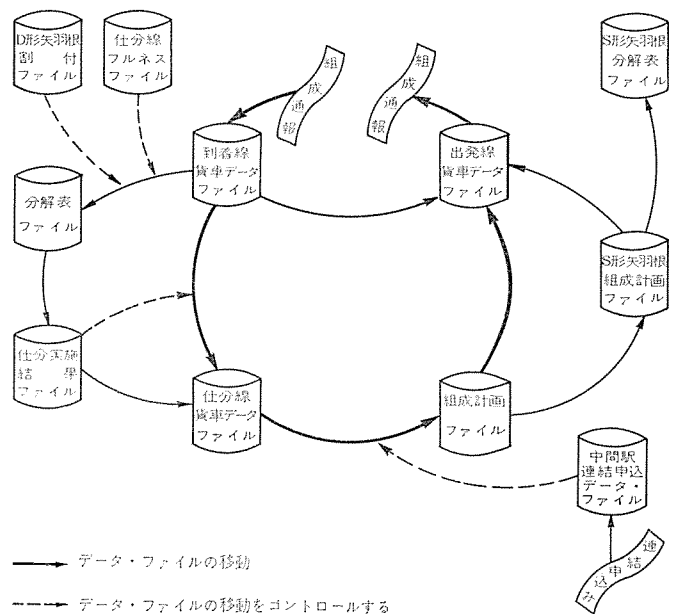 D形矢羽根
割付
ファイル
仕分線
フルネス
ファイル
組成通報
組成通報
S形矢羽根
分解表
ファイル
到着線
貨車データ
ファイル
出発線
貨車データ
ファイル
分解表
ファイル
S形矢羽根
組成計画
ファイル
仕分実施
結果
ファイル
仕分線
貨車データ
ファイル
組成計画
ファイル
中間駅
連結申込
データ・
ファイル
連結申込み
データ・ファイルの移動
データ・ファイルの移動をコントロールする